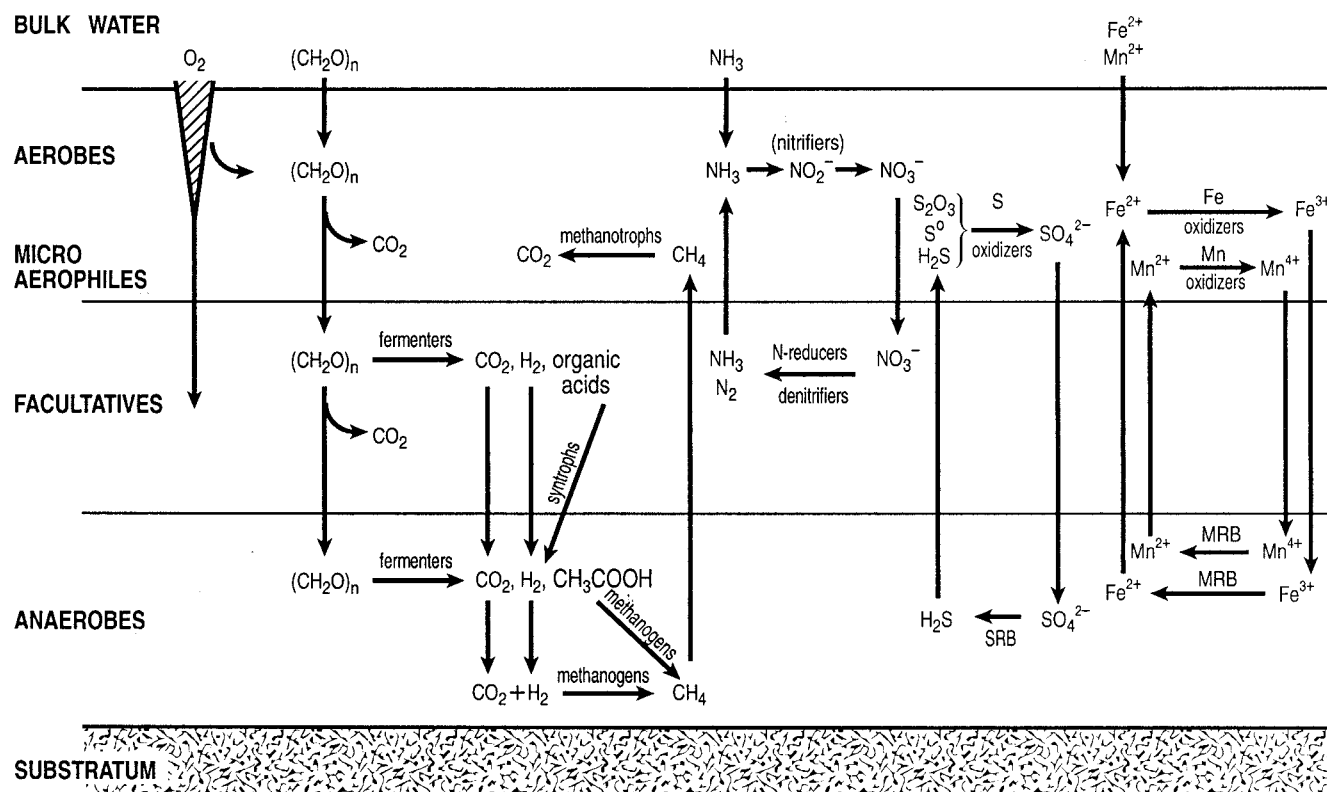 BULK WATER
O₂
(CH₂O)ₙ
NH₃
Fe²⁺
Mn²⁺
AEROBES
(CH₂O)ₙ
CO₂
(nitrifiers)
NH₃
NO₂⁻
NO₃⁻
S₂O₃
S⁰
H₂S
S
oxidizers
SO₄²⁻
Fe²⁺
Fe
oxidizers
Fe³⁺
MICRO
AEROPHILES
CO₂
methanotrophs
CH₄
Mn²⁺
Mn
oxidizers
Mn⁴⁺
FACULTATIVES
(CH₂O)ₙ
fermenters
CO₂, H₂, organic
acids
CO₂
syntrophs
NH₃
N₂
N-reducers
denitrifiers
NO₃⁻
ANAEROBES
(CH₂O)ₙ
fermenters
CO₂, H₂, CH₃COOH
methanogens
CO₂+H₂
methanogens
CH₄
H₂S
SRB
SO₄²⁻
Mn²⁺
MRB
Mn⁴⁺
Fe²⁺
MRB
Fe³⁺
SUBSTRATUM